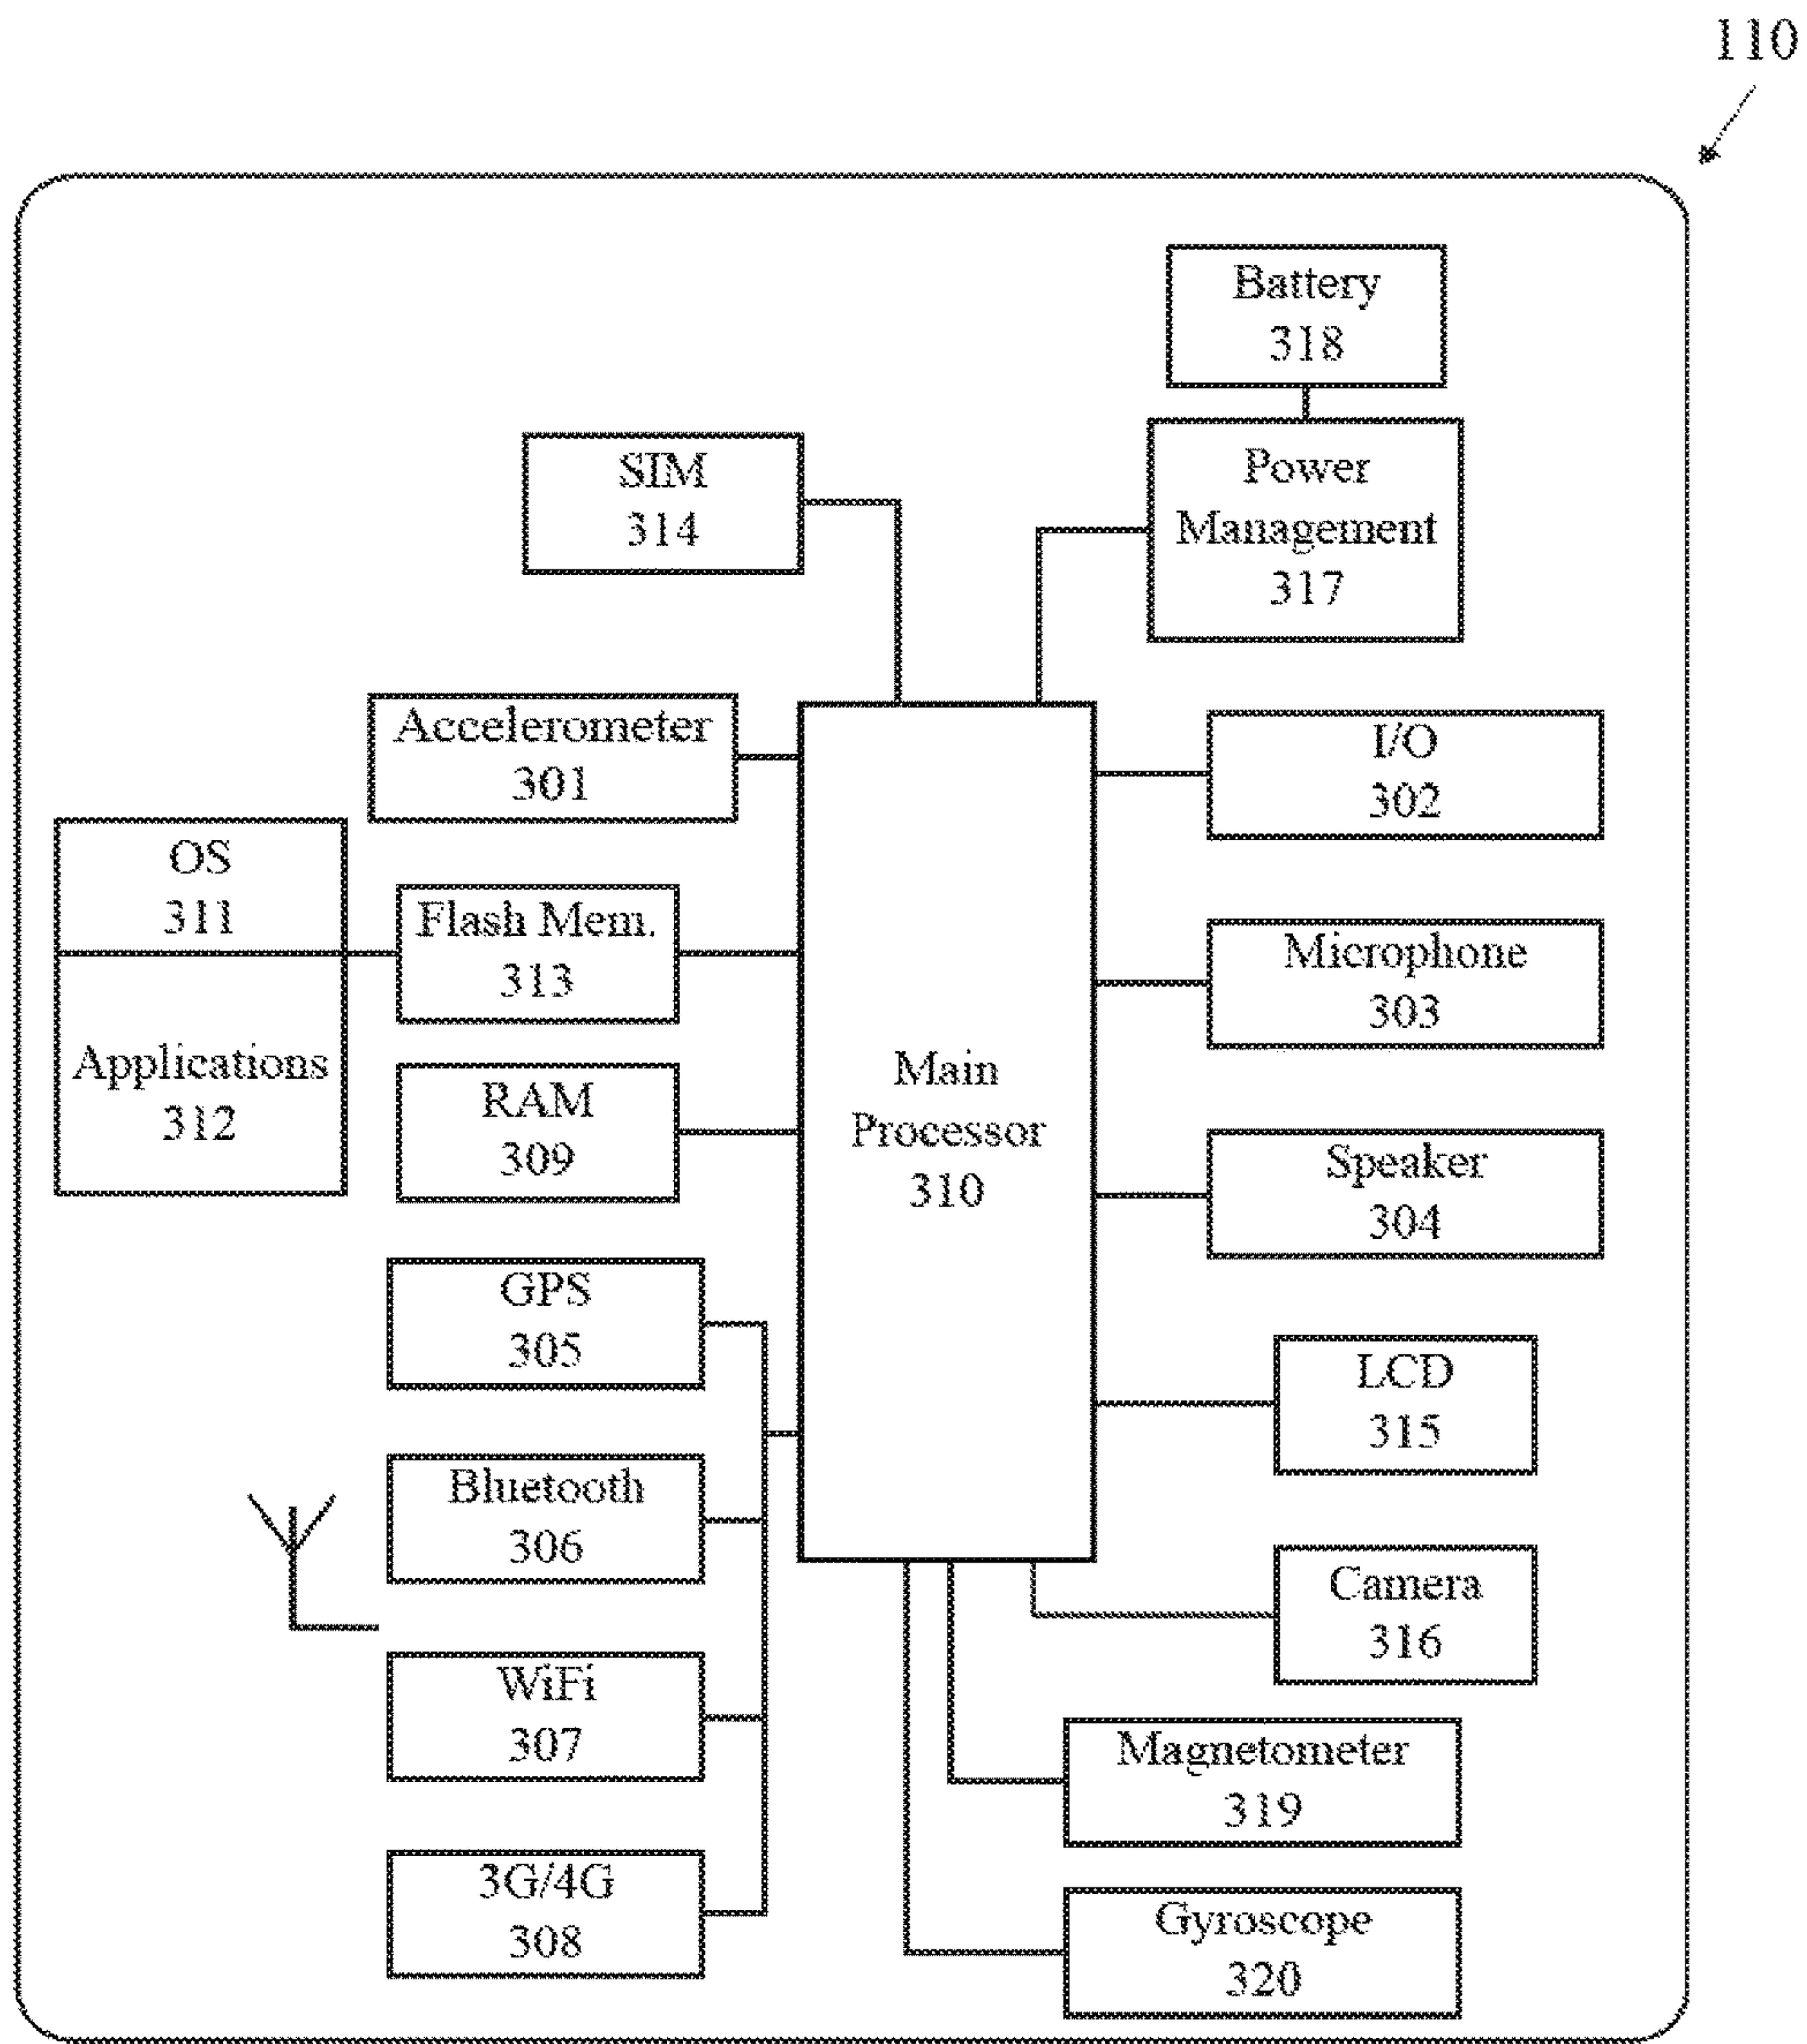 110
Battery
318
SIM
314
Power
Management
317
Accelerometer
301
I/O
302
OS
311
Flash Mem.
313
Microphone
303
Applications
312
RAM
309
Main
Processor
310
Speaker
304
GPS
305
LCD
315
Bluetooth
306
Camera
316
WiFi
307
Magnetometer
319
3G/4G
308
Gyroscope
320